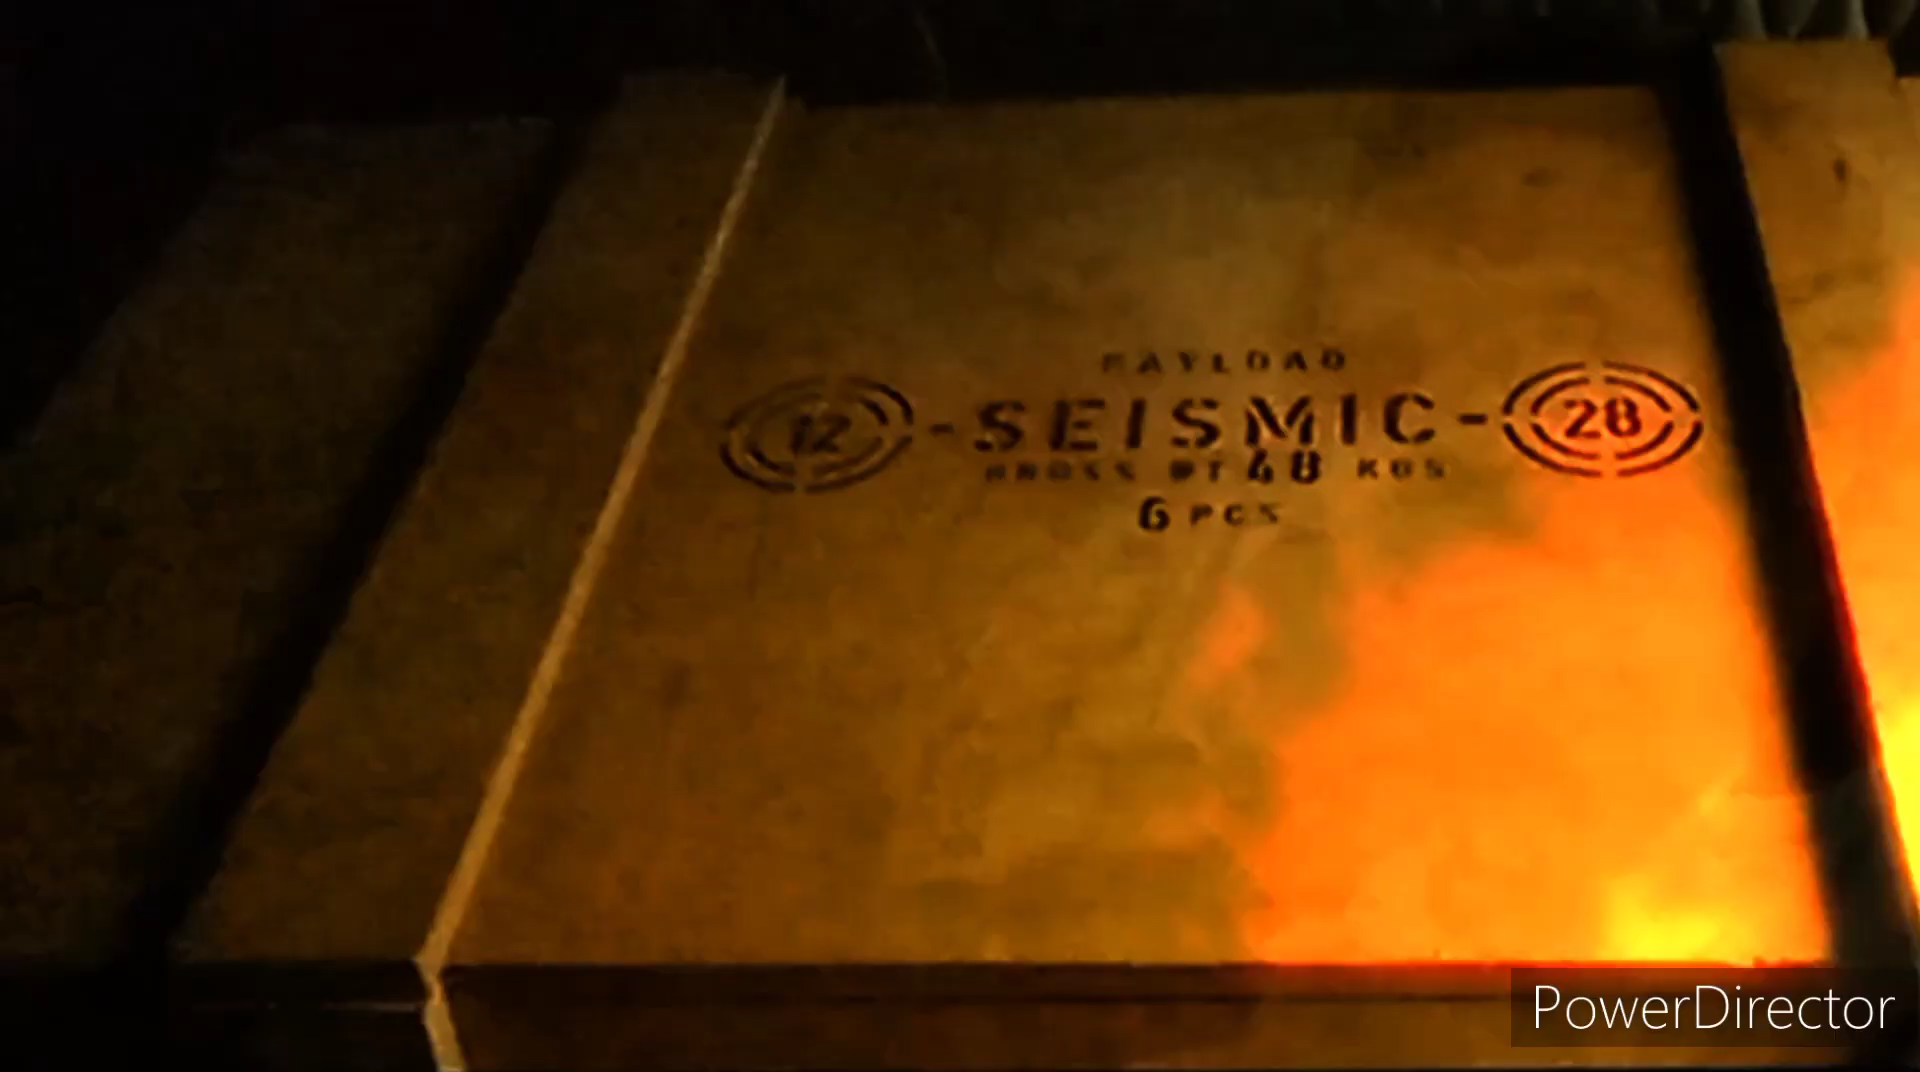 PAYLOAD
12 - SEISMIC - 28
GROSS WT 48 KGS
6 PCS
PowerDirector